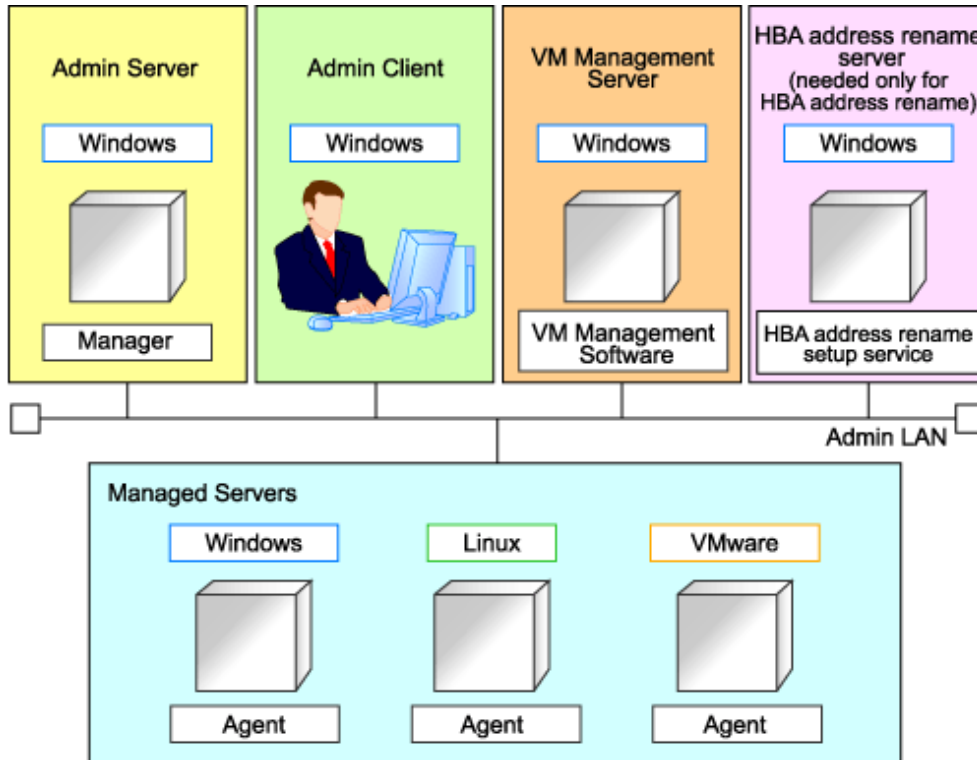 Admin Server
Windows
Manager
Admin Client
Windows
VM Management
Server
Windows
VM Management
Software
HBA address rename
server
(needed only for
HBA address rename)
Windows
HBA address rename
setup service
Admin LAN
Managed Servers
Windows
Linux
VMware
Agent
Agent
Agent